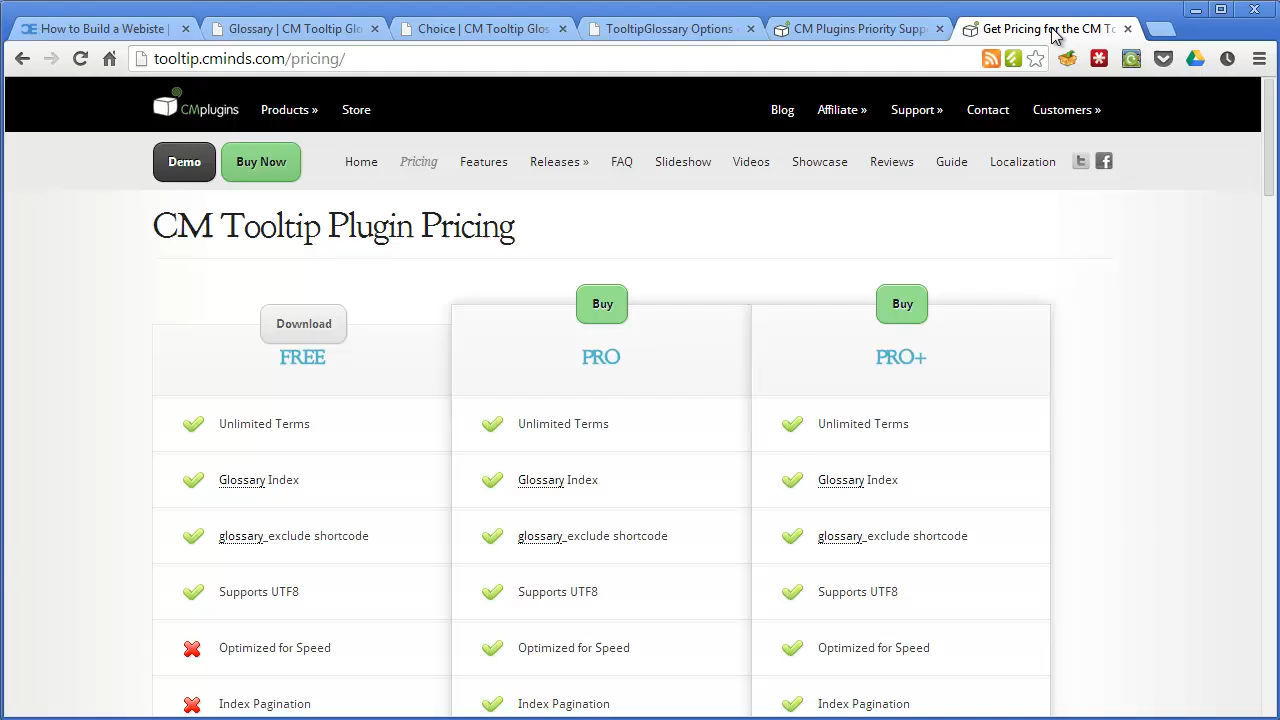 How to Build a Webiste |
Glossary | CM Tooltip Glo
Choice | CM Tooltip Glos
TooltipGlossary Options
CM Plugins Priority Supp
Get Pricing for the CM To
tooltip.cminds.com/pricing/
CMplugins
Products »
Store
Blog
Affiliate »
Support »
Contact
Customers »
Demo
Buy Now
Home
Pricing
Features
Releases »
FAQ
Slideshow
Videos
Showcase
Reviews
Guide
Localization
CM Tooltip Plugin Pricing
Download
Buy
Buy
FREE
PRO
PRO+
Unlimited Terms
Unlimited Terms
Unlimited Terms
Glossary Index
Glossary Index
Glossary Index
glossary_exclude shortcode
glossary_exclude shortcode
glossary_exclude shortcode
Supports UTF8
Supports UTF8
Supports UTF8
Optimized for Speed
Optimized for Speed
Optimized for Speed
Index Pagination
Index Pagination
Index Pagination